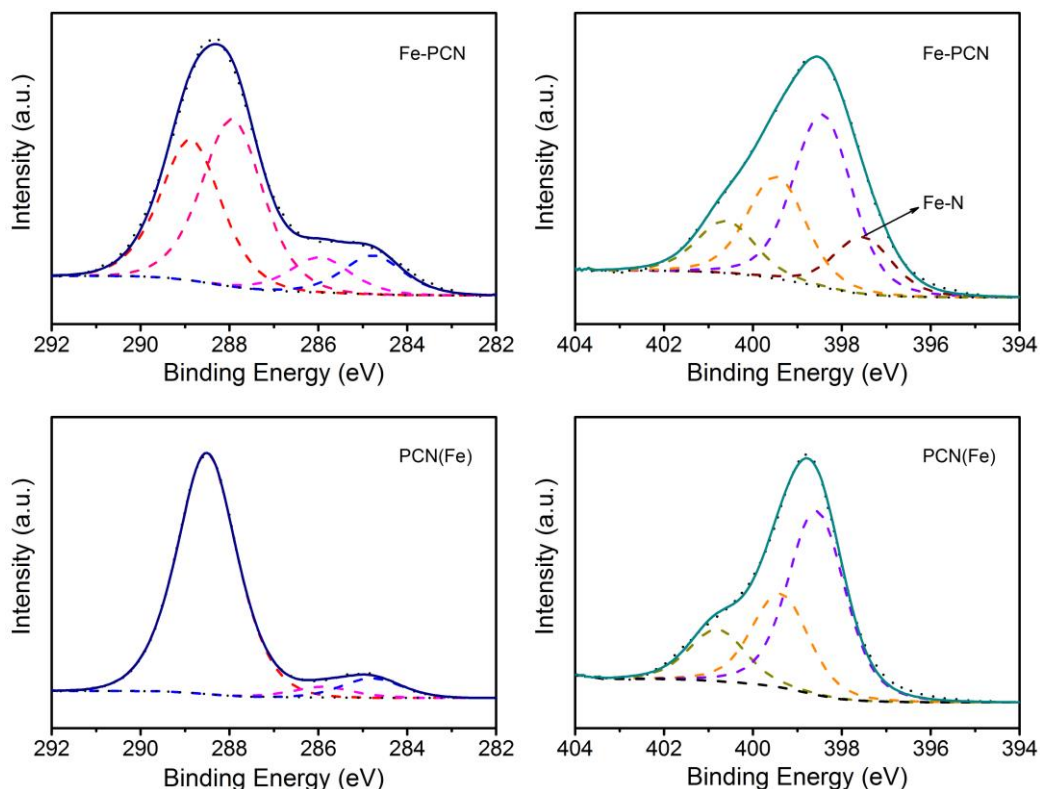 Intensity (a.u.)
Fe-PCN
292 290 288 286 284 282
Binding Energy (eV)
Intensity (a.u.)
Fe-PCN
Fe-N
404 402 400 398 396 394
Binding Energy (eV)
Intensity (a.u.)
PCN(Fe)
292 290 288 286 284 282
Binding Energy (eV)
Intensity (a.u.)
PCN(Fe)
404 402 400 398 396 394
Binding Energy (eV)